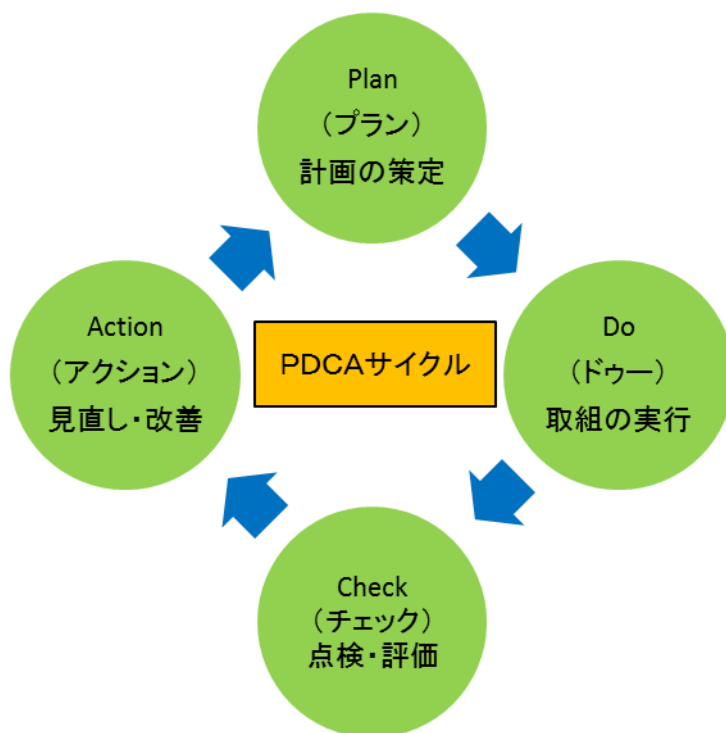 Plan
（プラン）
計画の策定
Action
（アクション）
見直し・改善
PDCAサイクル
Do
（ドゥー）
取組の実行
Check
（チェック）
点検・評価